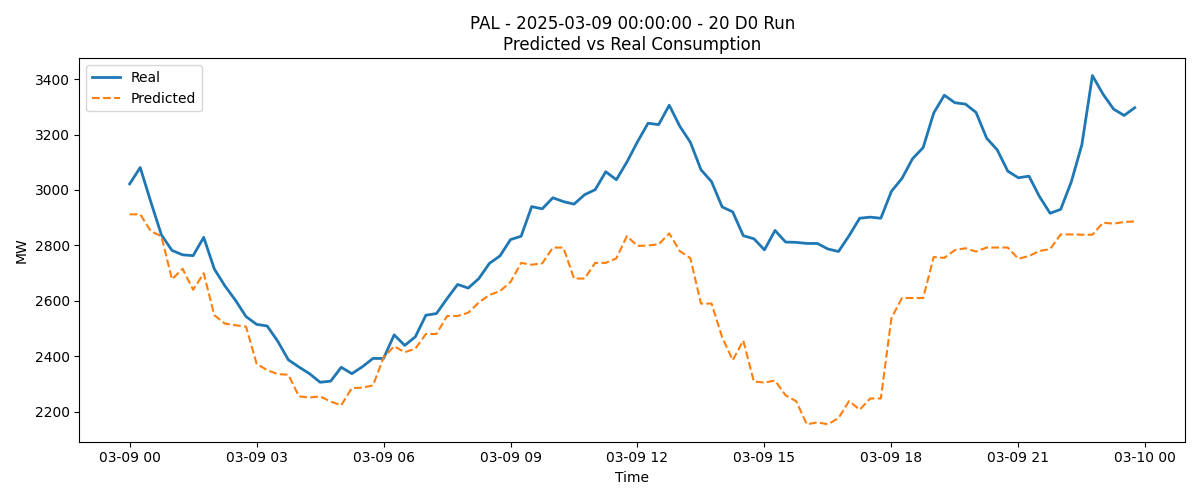 PAL - 2025-03-09 00:00:00 - 20 D0 Run
Predicted vs Real Consumption
Real
Predicted
MW
3400
3200
3000
2800
2600
2400
2200
03-09 00
03-09 03
03-09 06
03-09 09
03-09 12
03-09 15
03-09 18
03-09 21
03-10 00
Time